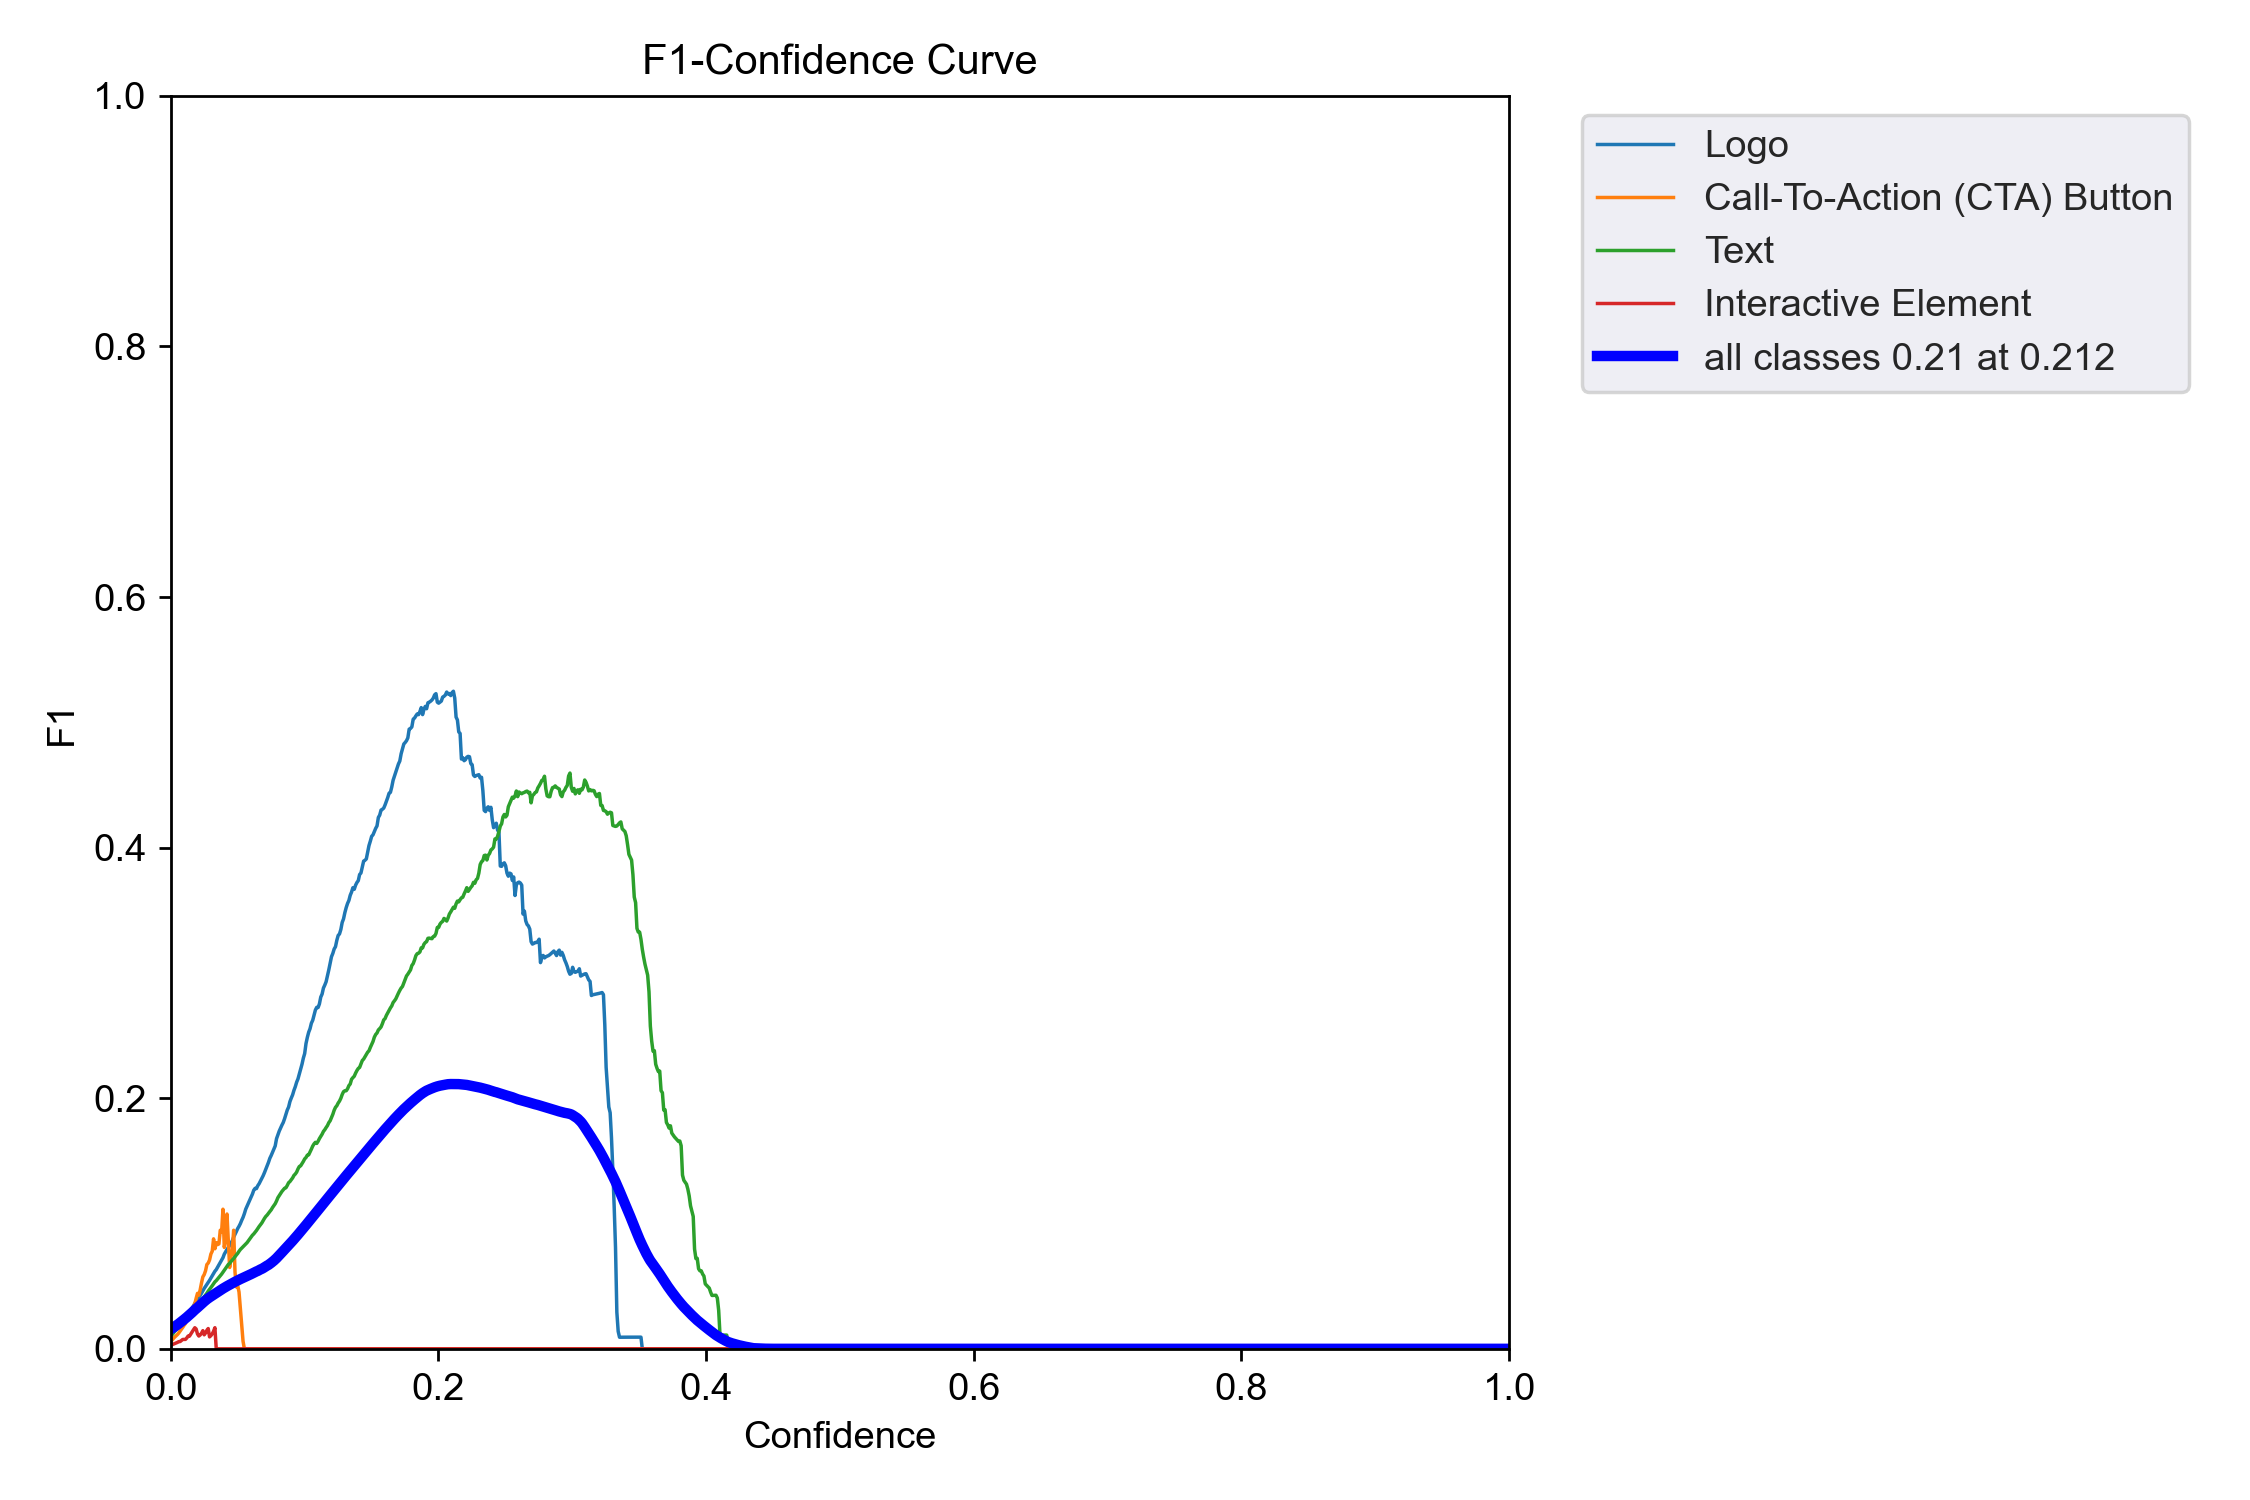 F1-Confidence Curve
1.0
0.8
0.6
0.4
0.2
0.0
F1
0.0 0.2 0.4 0.6 0.8 1.0
Confidence
Logo
Call-To-Action (CTA) Button
Text
Interactive Element
all classes 0.21 at 0.212